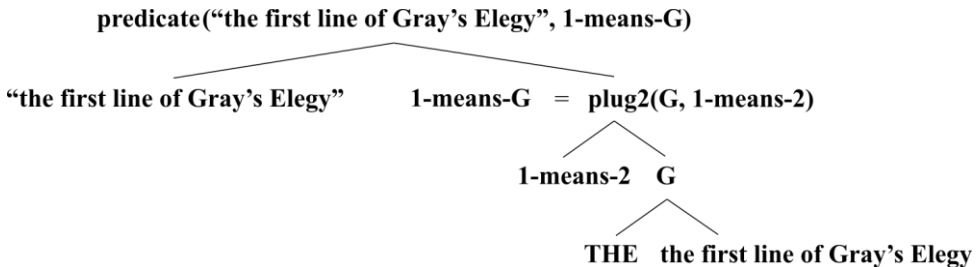 predicate(“the first line of Gray’s Elegy”, 1-means-G)
“the first line of Gray’s Elegy” 1-means-G = plug2(G, 1-means-2)
1-means-2 G
THE the first line of Gray’s Elegy